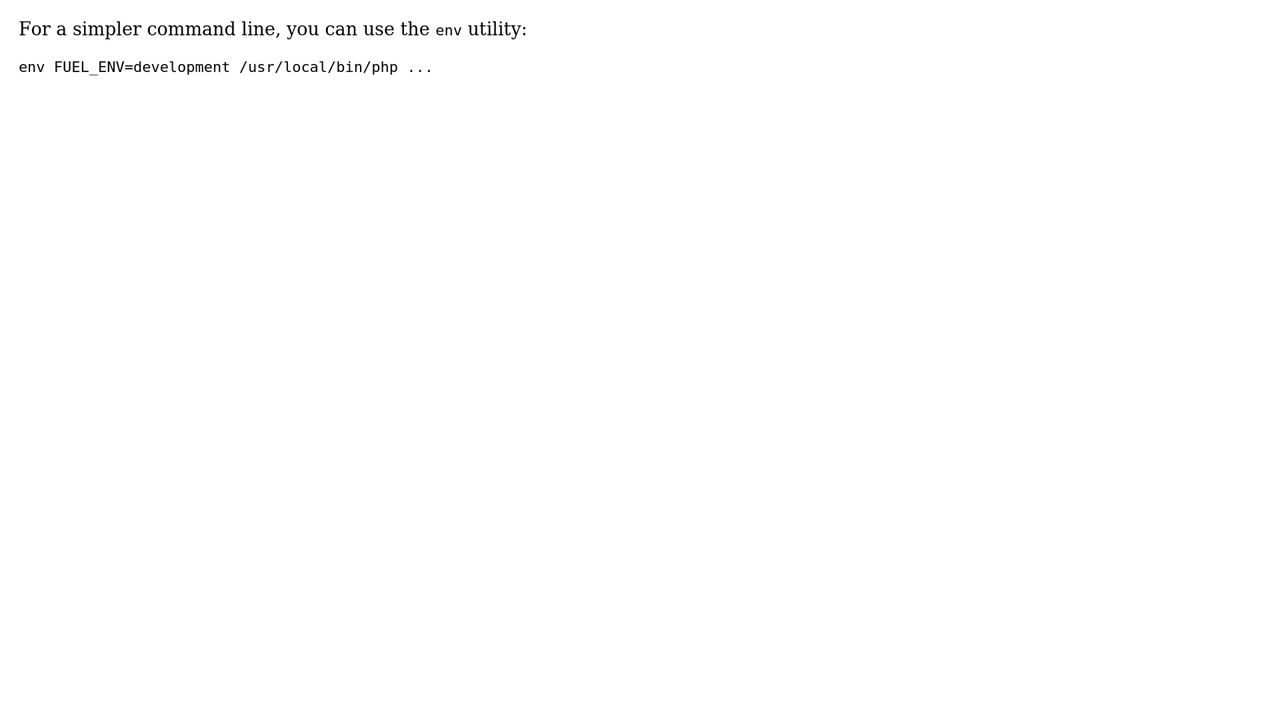 For a simpler command line, you can use the env utility:
env FUEL_ENV=development /usr/local/bin/php ...